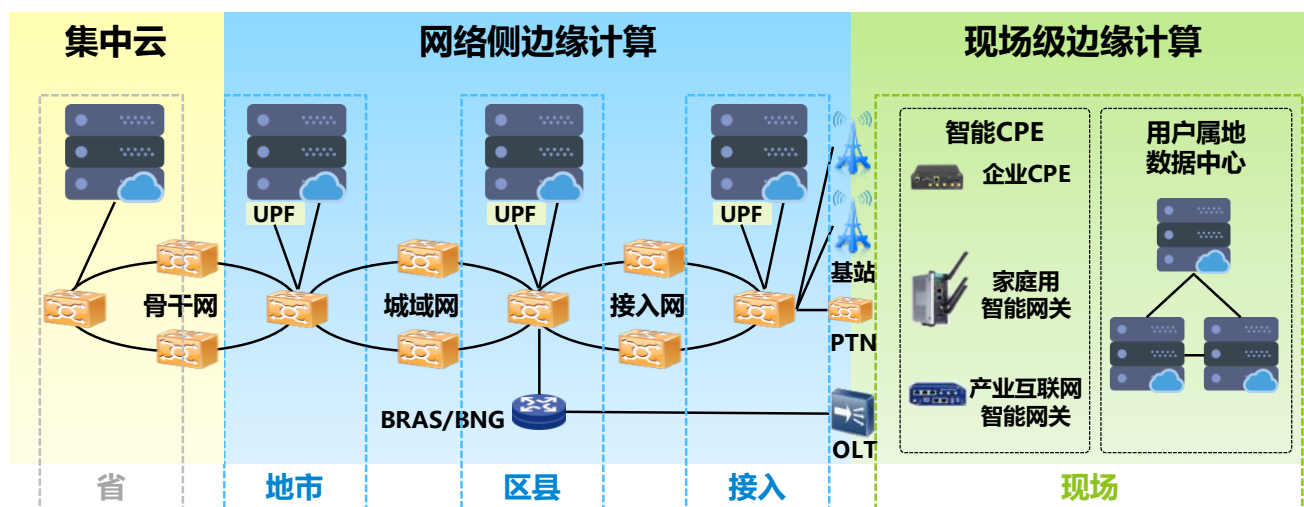 集中云
网络侧边缘计算
现场级边缘计算
UPF
UPF
UPF
骨干网
城域网
接入网
基站
PTN
BRAS/BNG
OLT
智能CPE
企业CPE
家庭用
智能网关
产业互联网
智能网关
用户属地
数据中心
省
地市
区县
接入
现场